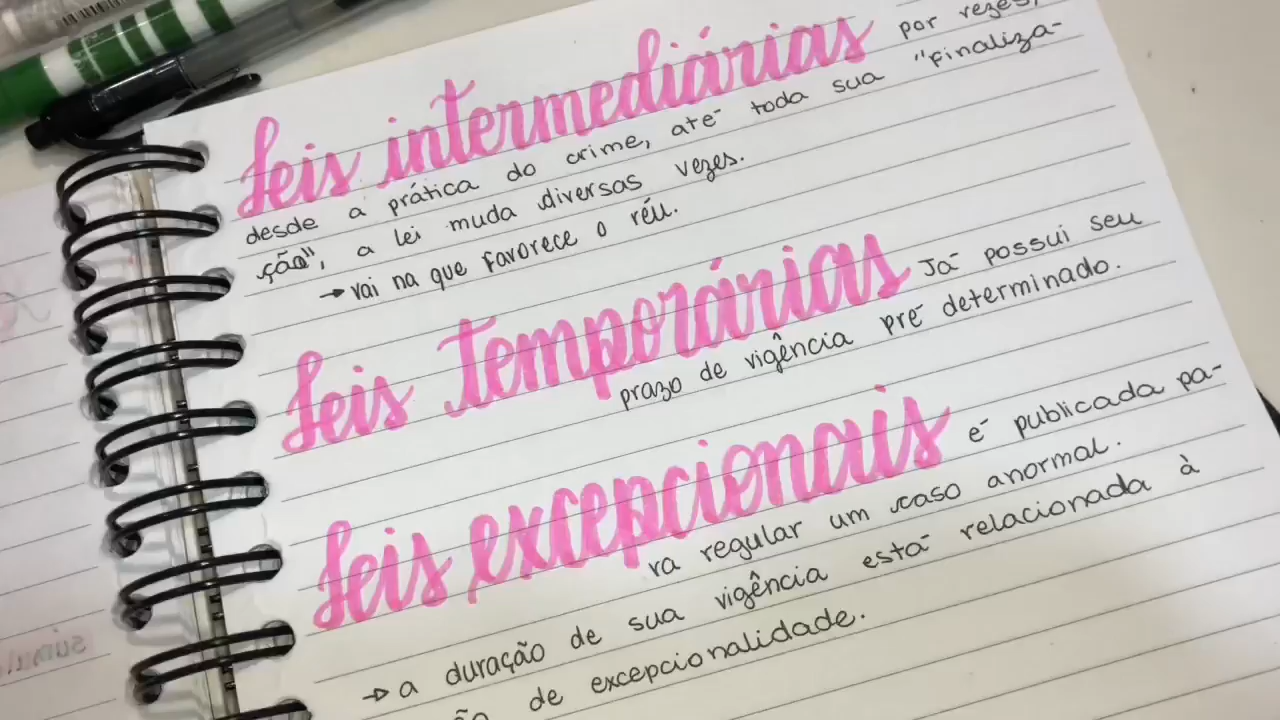 Leis intermediárias por vezes,
desde a prática do crime, até toda sua "finaliza-
ção", a lei muda diversas vezes.
→ vai na que favorece o réu.
Leis temporárias Já possui seu
prazo de vigência pré determinado.
Leis excepcionais é publicada pa-
ra regular um caso anormal.
→ a duração de sua vigência está relacionada à
de excepcionalidade.